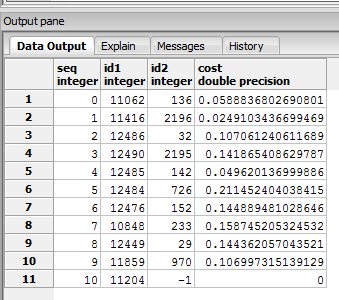 Output pane
Data Output Explain Messages History
seq integer id1 integer id2 integer cost double precision
1 0 11062 136 0.0588836802690801
2 1 11416 2196 0.0249103436699469
3 2 12486 32 0.107061240611689
4 3 12490 2195 0.141865408629787
5 4 12485 142 0.049620136999886
6 5 12484 726 0.211452404038415
7 6 12476 152 0.144889481028646
8 7 10848 233 0.158745205324532
9 8 12449 29 0.144362057043521
10 9 11859 970 0.106997315139129
11 10 11204 -1 0